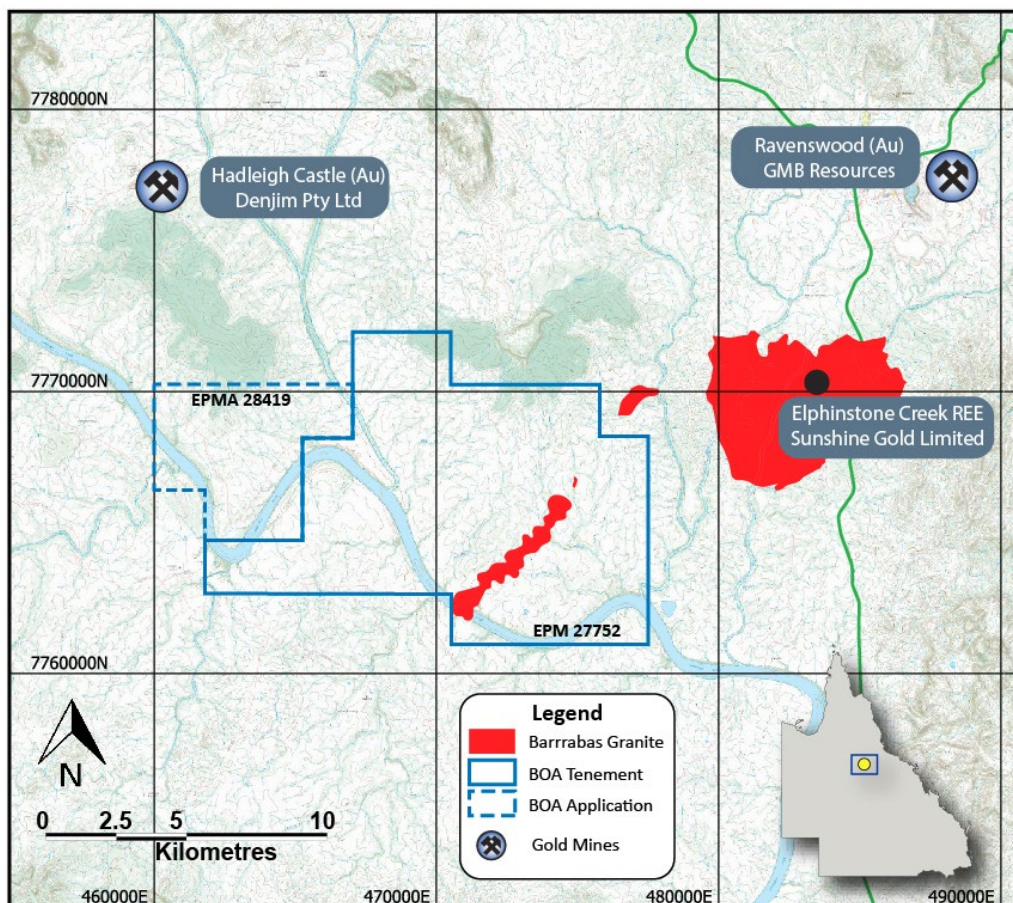 7780000N
Hadleigh Castle (Au)
Denjim Pty Ltd
Ravenswood (Au)
GMB Resources
7770000N
EPMA 28419
Elphinstone Creek REE
Sunshine Gold Limited
EPM 27752
7760000N
N
0 2.5 5 10
Kilometres
Legend
Barrrabas Granite
BOA Tenement
BOA Application
Gold Mines
460000E 470000E 480000E 490000E